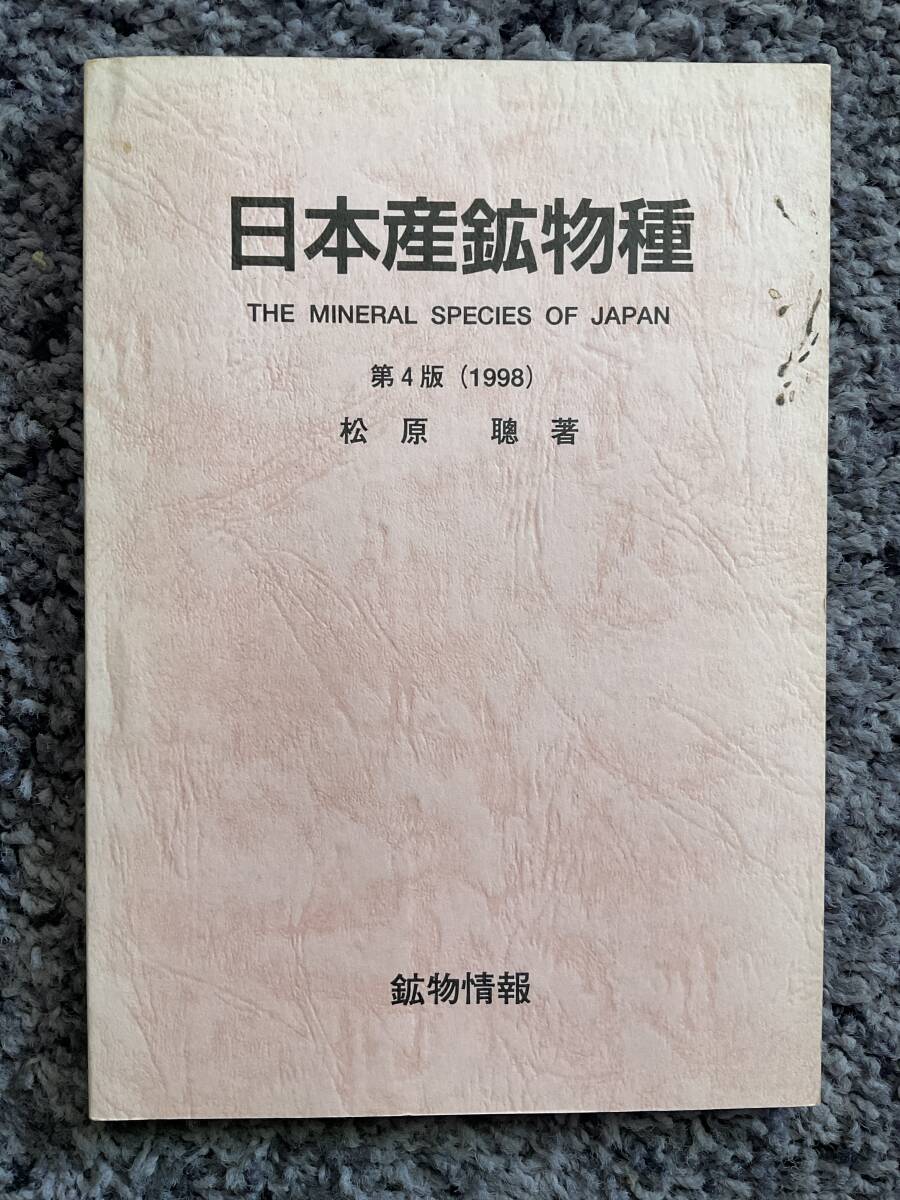 日本産鉱物種
THE MINERAL SPECIES OF JAPAN
第4版（1998）
松原 聰 著
鉱物情報